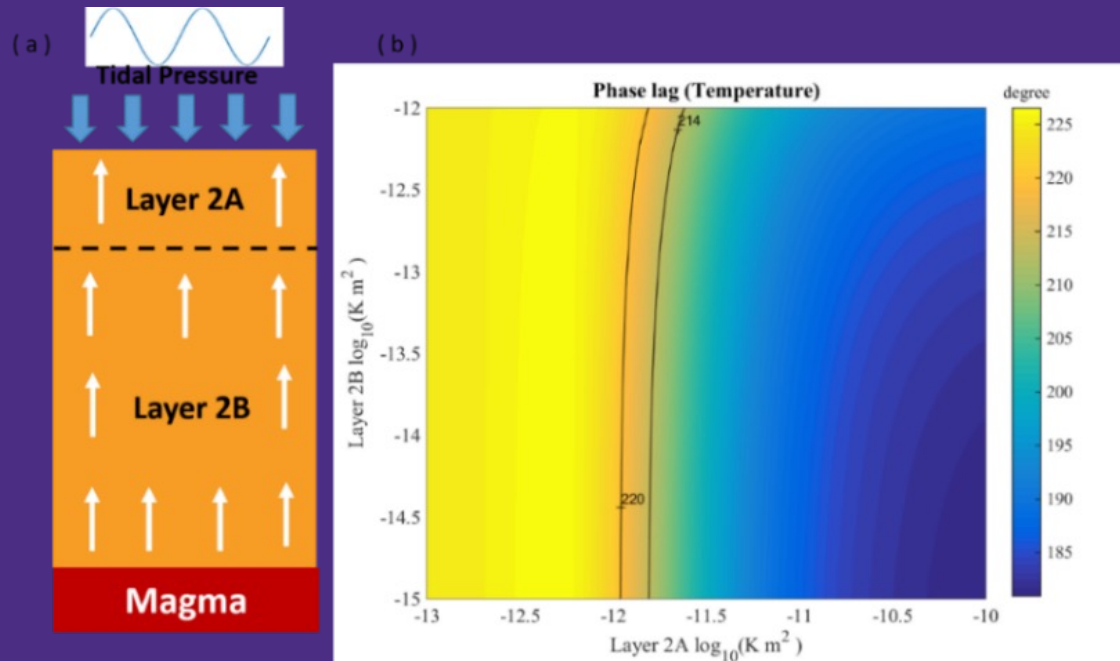 ( a )
Tidal Pressure
Layer 2A
Layer 2B
Magma
( b )
Phase lag (Temperature)
degree
214
220
-12
-12.5
-13
-13.5
-14
-14.5
-15
Layer 2B log10(K m2)
-13
-12.5
-12
-11.5
-11
-10.5
-10
Layer 2A log10(K m2 )
225
220
215
210
205
200
195
190
185